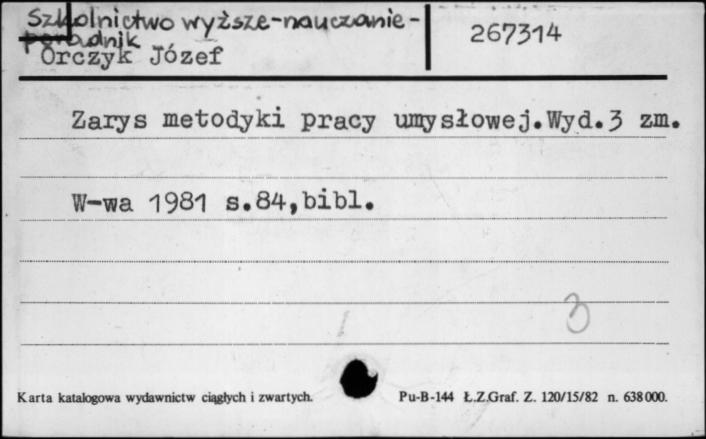 Szkolnictwo wyższe-nauczanie-
poradnik
267314
Orczyk Józef
Zarys metodyki pracy umysłowej.Wyd.3 zm.
W-wa 1981 s.84,bibl.
3
Karta katalogowa wydawnictw ciągłych i zwartych. Pu-B-144 Ł.Z.Graf. Z. 120/15/82 n. 638000.